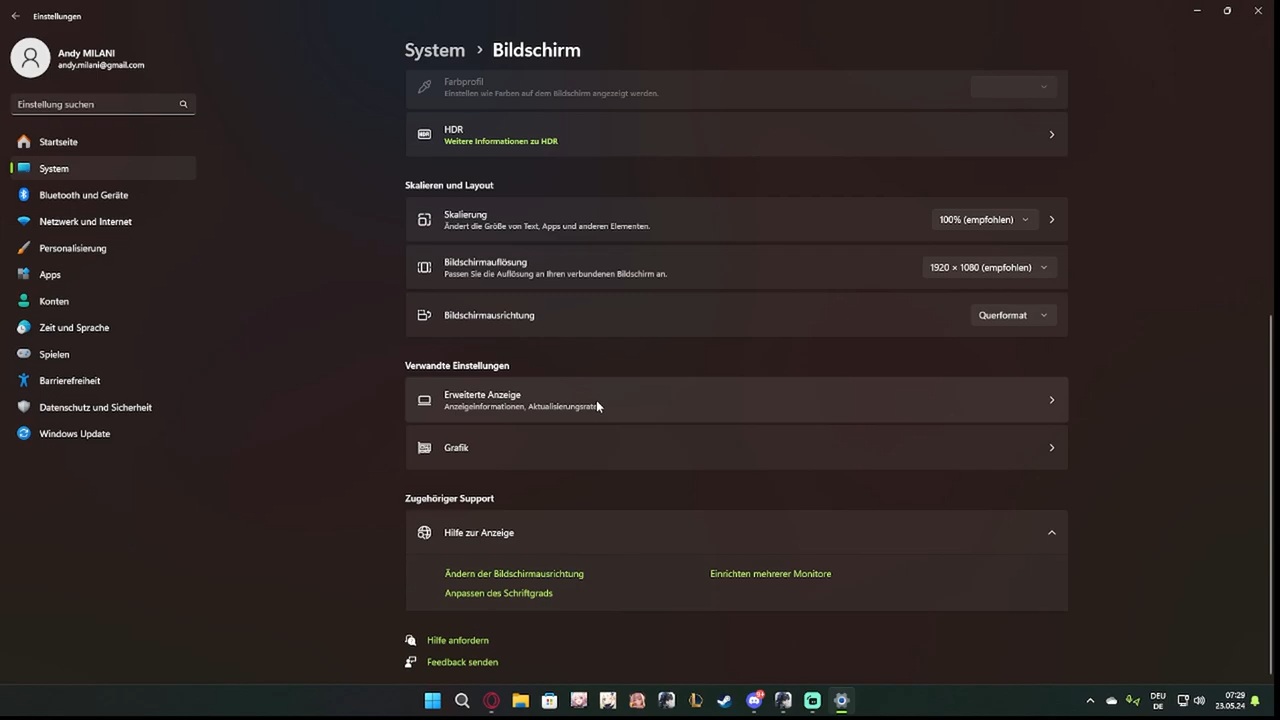 Einstellungen
Andy MILANI
andy.milani@gmail.com
Einstellung suchen
Startseite
System
Bluetooth und Geräte
Netzwerk und Internet
Personalisierung
Apps
Konten
Zeit und Sprache
Spielen
Barrierefreiheit
Datenschutz und Sicherheit
Windows Update
System › Bildschirm
Farbprofil
Einstellen wie Farben auf dem Bildschirm angezeigt werden.
HDR
Weitere Informationen zu HDR
Skalieren und Layout
Skalierung
Ändert die Größe von Text, Apps und anderen Elementen.
100% (empfohlen)
Bildschirmauflösung
Passen Sie die Auflösung an Ihren verbundenen Bildschirm an.
1920 × 1080 (empfohlen)
Bildschirmausrichtung
Querformat
Verwandte Einstellungen
Erweiterte Anzeige
Anzeigeinformationen, Aktualisierungsrate
Grafik
Zugehöriger Support
Hilfe zur Anzeige
Ändern der Bildschirmausrichtung
Einrichten mehrerer Monitore
Anpassen des Schriftgrads
Hilfe anfordern
Feedback senden
DEU
DE
07:29
23.05.24